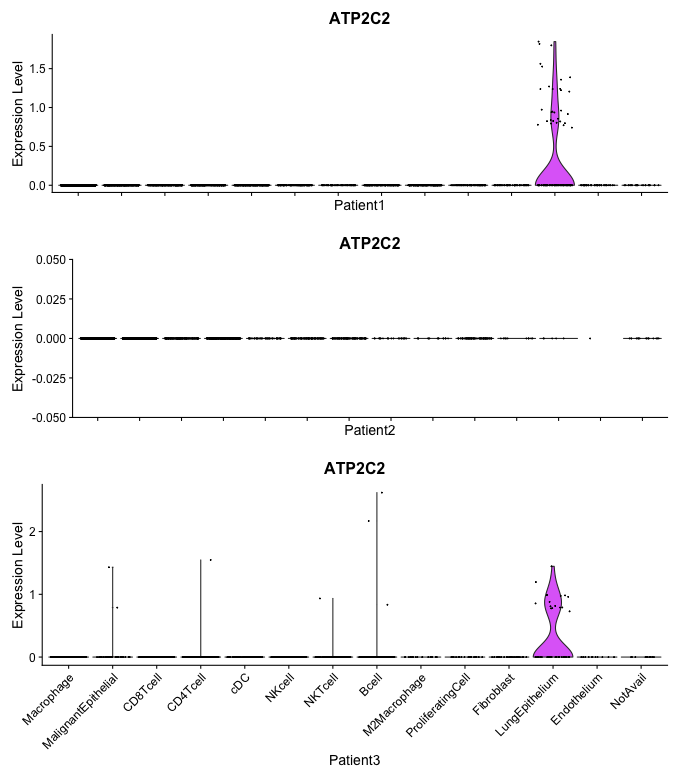 ATP2C2
Expression Level
1.5
1.0
0.5
0.0
Patient1
ATP2C2
Expression Level
0.050
0.025
0.000
-0.025
-0.050
Patient2
ATP2C2
Expression Level
2
1
0
Macrophage
MalignantEpithelial
CD8Tcell
CD4Tcell
cDC
NKcell
NKTcell
Bcell
M2Macrophage
ProliferatingCell
Fibroblast
LungEpithelium
Endothelium
NotAvail
Patient3